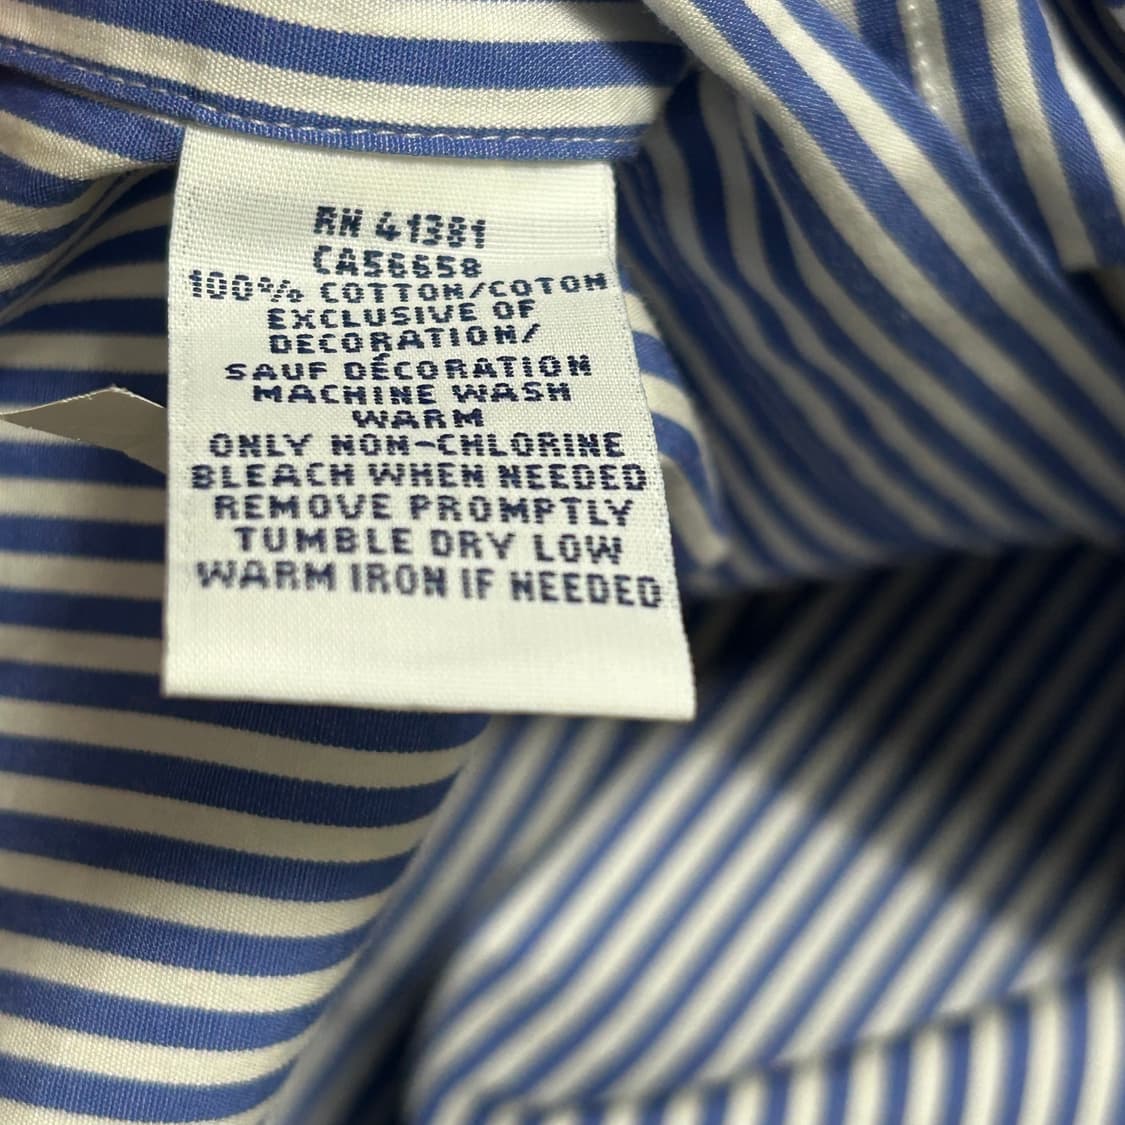 RN 41381
CA56658
100% COTTON/COTON
EXCLUSIVE OF
DECORATION/
SAUF DÉCORATION
MACHINE WASH
WARM
ONLY NON-CHLORINE
BLEACH WHEN NEEDED
REMOVE PROMPTLY
TUMBLE DRY LOW
WARM IRON IF NEEDED